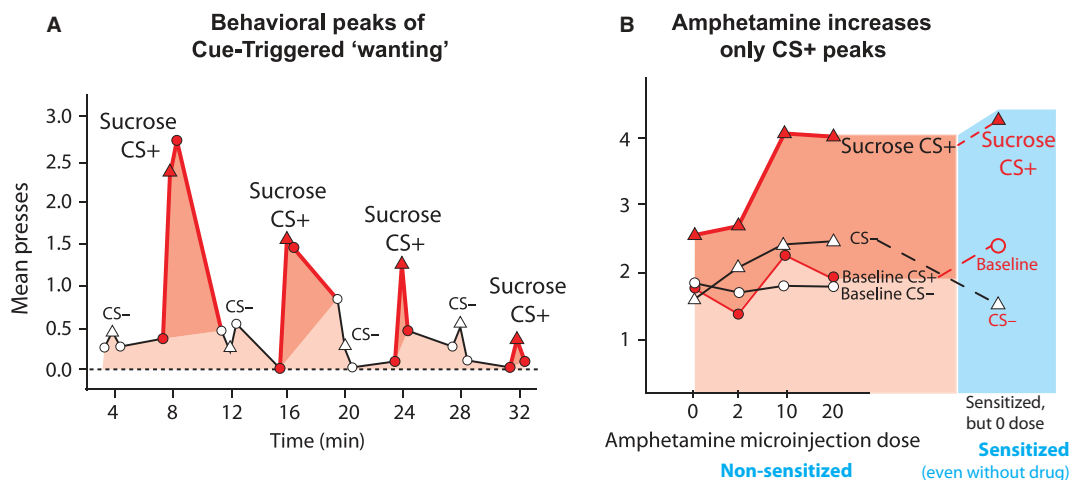 A
Behavioral peaks of
Cue-Triggered ‘wanting’
Mean presses
3.0
2.5
2.0
1.5
1.0
0.5
0.0
Sucrose
CS+
Sucrose
CS+
Sucrose
CS+
Sucrose
CS+
CS–
CS–
CS–
CS–
4
8
12
16
20
24
28
32
Time (min)
B
Amphetamine increases
only CS+ peaks
4
3
2
1
Sucrose CS+
CS–
Baseline CS+
Baseline CS–
Sucrose
CS+
Baseline
CS–
0
2
10
20
Amphetamine microinjection dose
Non-sensitized
Sensitized,
but 0 dose
Sensitized
(even without drug)